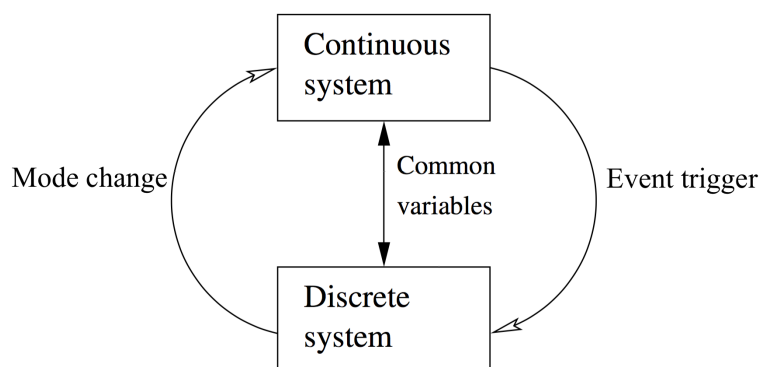 Continuous
system
Mode change
Common
variables
Event trigger
Discrete
system